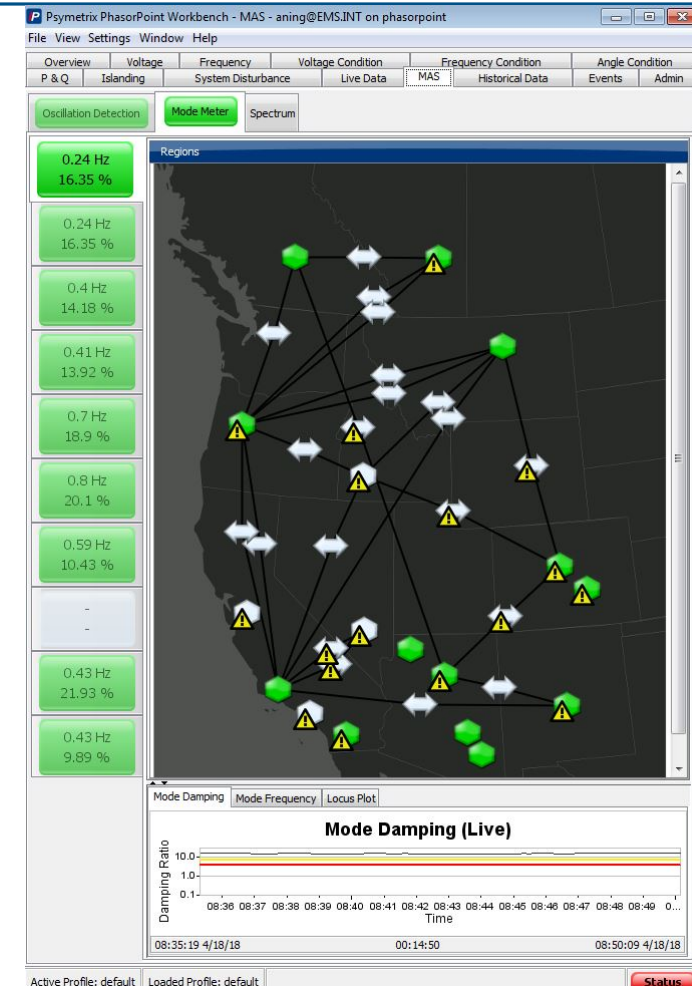 Psymetrix PhasorPoint Workbench - MAS - aning@EMS.INT on phasorpoint
File View Settings Window Help
Overview Voltage Frequency Voltage Condition Frequency Condition Angle Condition
P & Q Islanding System Disturbance Live Data MAS Historical Data Events Admin
Oscillation Detection Mode Meter Spectrum
Regions
0.24 Hz
16.35 %
0.24 Hz
16.35 %
0.4 Hz
14.18 %
0.41 Hz
13.92 %
0.7 Hz
18.9 %
0.8 Hz
20.1 %
0.59 Hz
10.43 %
-
-
0.43 Hz
21.93 %
0.43 Hz
9.89 %
Mode Damping Mode Frequency Locus Plot
Mode Damping (Live)
Damping Ratio
10.0
1.0
0.1
08:36 08:37 08:38 08:39 08:40 08:41 08:42 08:43 08:44 08:45 08:46 08:47 08:48 08:49 0...
Time
08:35:19 4/18/18 00:14:50 08:50:09 4/18/18
Active Profile: default Loaded Profile: default Status